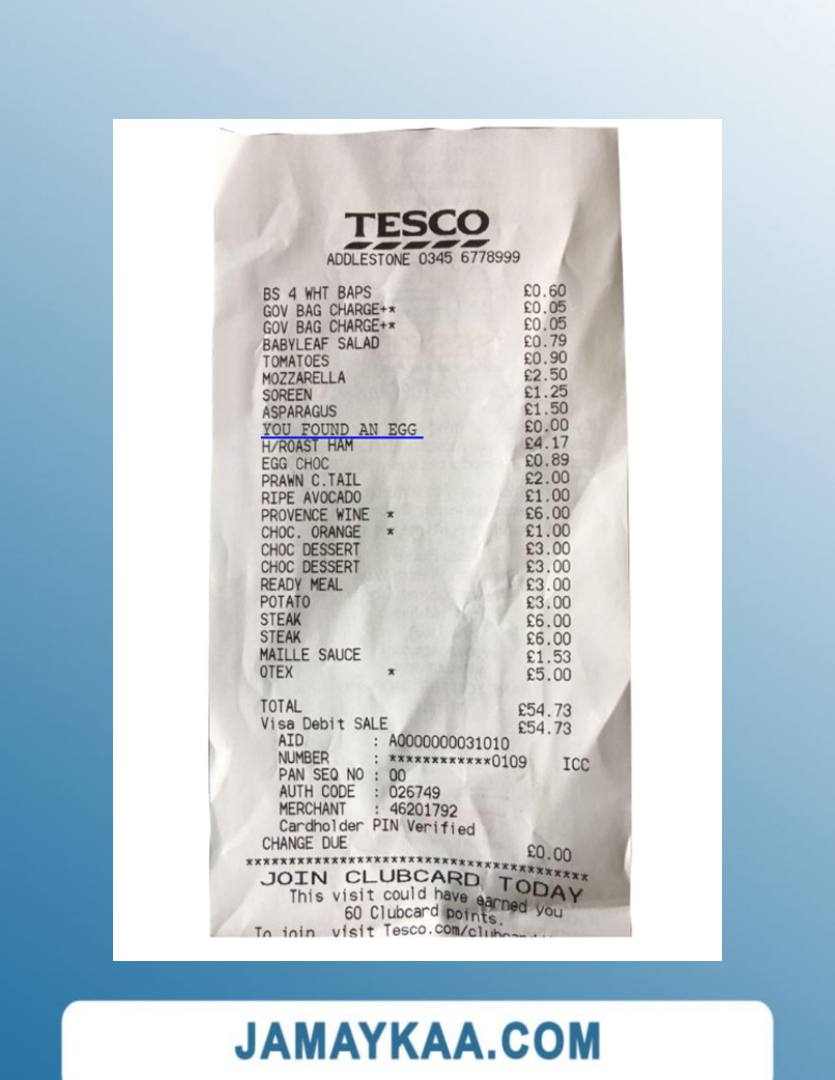 TESCO
ADDLESTONE 0345 6778999
BS 4 WHT BAPS £0.60
GOV BAG CHARGE+* £0.05
GOV BAG CHARGE+* £0.05
BABYLEAF SALAD £0.79
TOMATOES £0.90
MOZZARELLA £2.50
SOREEN £1.25
ASPARAGUS £1.50
YOU FOUND AN EGG £0.00
H/ROAST HAM £4.17
EGG CHOC £0.89
PRAWN C.TAIL £2.00
RIPE AVOCADO £1.00
PROVENCE WINE * £6.00
CHOC. ORANGE * £1.00
CHOC DESSERT £3.00
CHOC DESSERT £3.00
READY MEAL £3.00
POTATO £3.00
STEAK £6.00
STEAK £6.00
MAILLE SAUCE £1.53
OTEX * £5.00
TOTAL £54.73
Visa Debit SALE £54.73
AID : A0000000031010
NUMBER : ************0109 ICC
PAN SEQ NO : 00
AUTH CODE : 026749
MERCHANT : 46201792
Cardholder PIN Verified
CHANGE DUE £0.00
******************************************
JOIN CLUBCARD TODAY
This visit could have earned you
60 Clubcard points.
To join, visit
JAMAYKAA.COM